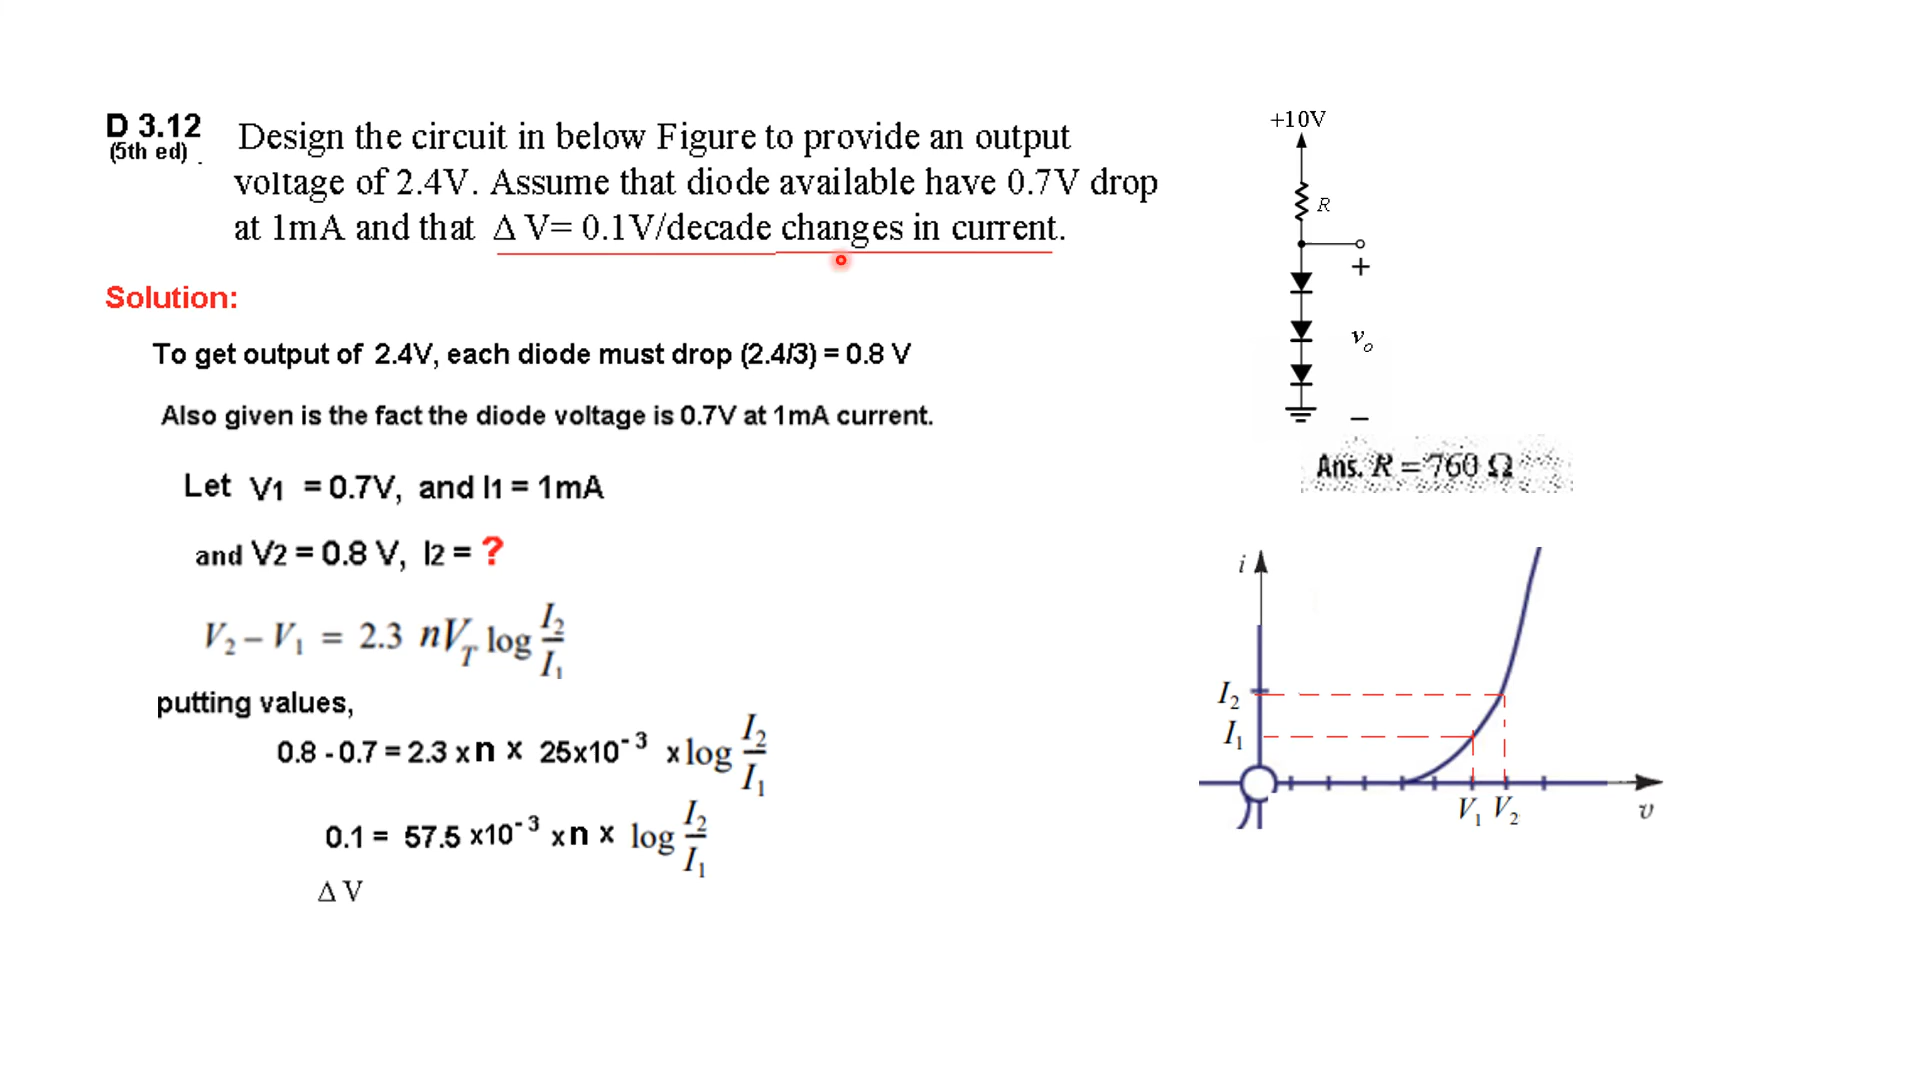 D 3.12
(5th ed) .
Design the circuit in below Figure to provide an output
voltage of 2.4V. Assume that diode available have 0.7V drop
at 1mA and that Δ V= 0.1V/decade changes in current.
Solution:
To get output of 2.4V, each diode must drop (2.4/3) = 0.8 V
Also given is the fact the diode voltage is 0.7V at 1mA current.
Let V1 = 0.7V, and I1 = 1mA
and V2 = 0.8 V, I2 = ?
V₂ – V₁ = 2.3 nV_T log I₂/I₁
putting values,
0.8 - 0.7 = 2.3 x n x 25x10⁻³ x log I₂/I₁
0.1 = 57.5 x10⁻³ x n x log I₂/I₁
Δ V
+10V
R
+
v_o
–
Ans. R = 760 Ω
i
I₂
I₁
V₁ V₂
v